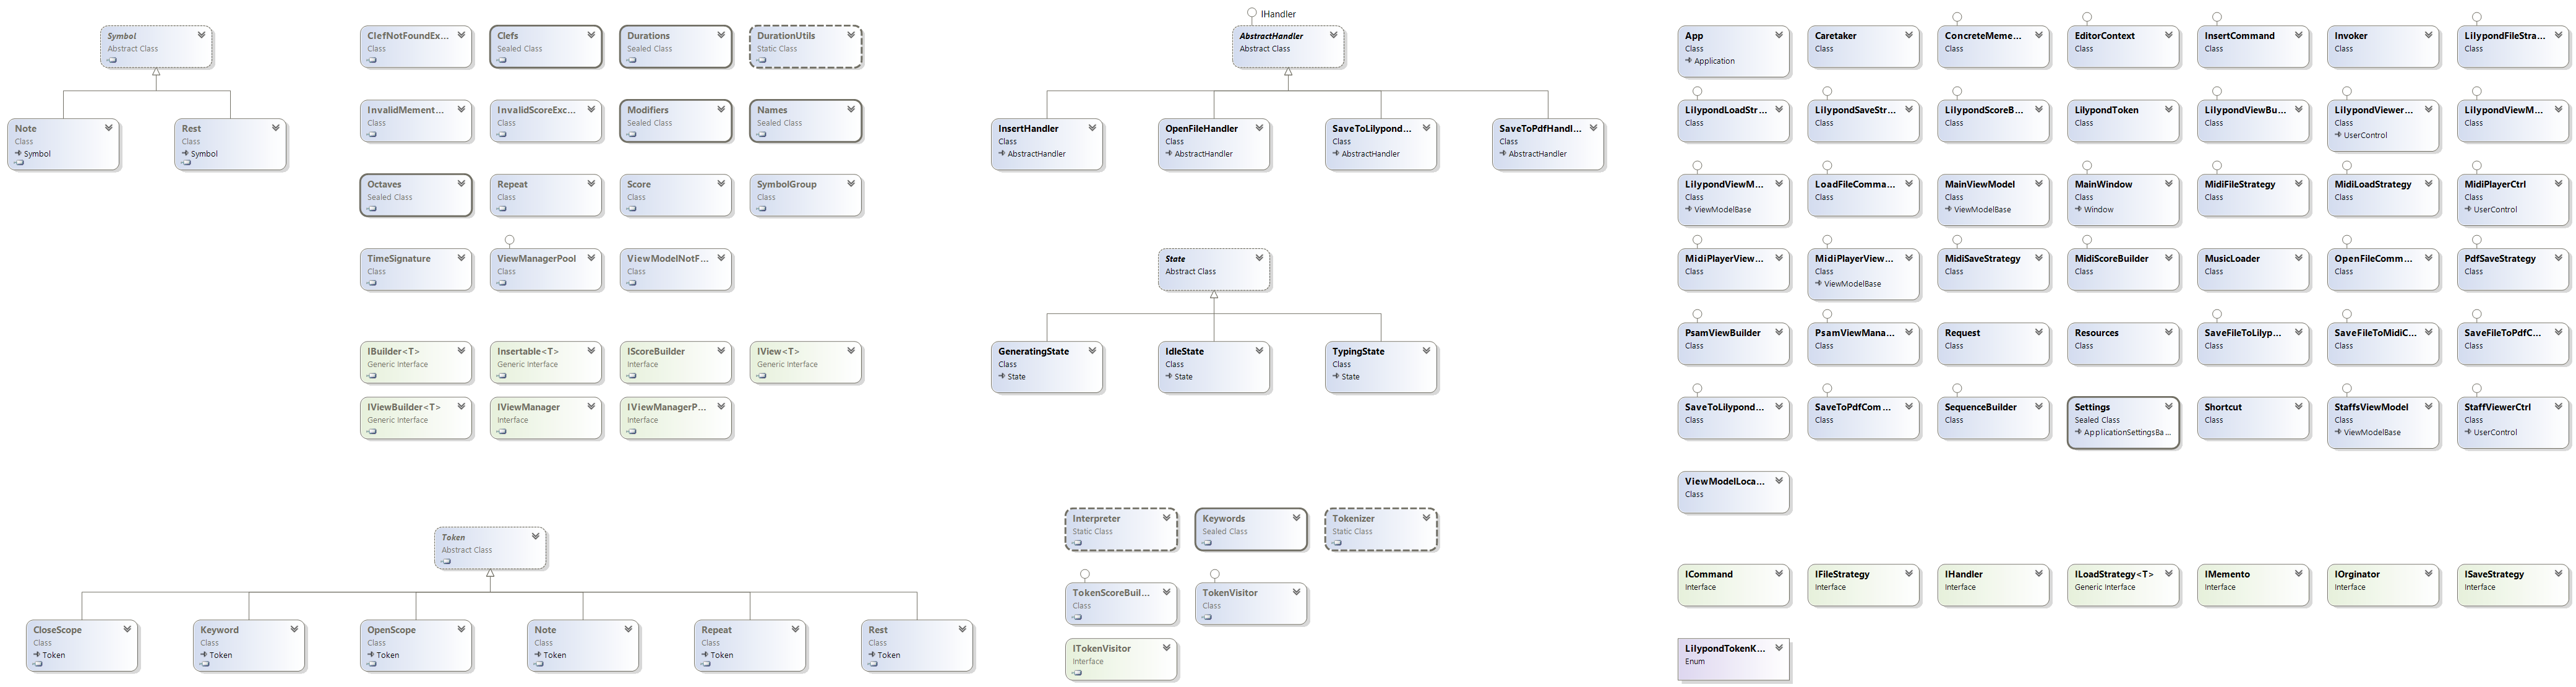 Symbol
Abstract Class
Note
Class
Symbol
Rest
Class
Symbol
ClefNotFoundEx...
Class
Clefs
Sealed Class
Durations
Sealed Class
DurationUtils
Static Class
InvalidMement...
Class
InvalidScoreExc...
Class
Modifiers
Sealed Class
Names
Sealed Class
Octaves
Sealed Class
Repeat
Class
Score
Class
SymbolGroup
Class
TimeSignature
Class
ViewManagerPool
Class
ViewModelNotF...
Class
IBuilder<T>
Generic Interface
Insertable<T>
Generic Interface
IScoreBuilder
Interface
IView<T>
Generic Interface
IViewBuilder<T>
Generic Interface
IViewManager
Interface
IViewManagerP...
Interface
Token
Abstract Class
CloseScope
Class
Token
Keyword
Class
Token
OpenScope
Class
Token
Note
Class
Token
Repeat
Class
Token
Rest
Class
Token
IHandler
AbstractHandler
Abstract Class
InsertHandler
Class
AbstractHandler
OpenFileHandler
Class
AbstractHandler
SaveToLilypond...
Class
AbstractHandler
SaveToPdfHandl...
Class
AbstractHandler
State
Abstract Class
GeneratingState
Class
State
IdleState
Class
State
TypingState
Class
State
Interpreter
Static Class
Keywords
Sealed Class
Tokenizer
Static Class
TokenScoreBuil...
Class
TokenVisitor
Class
ITokenVisitor
Interface
App
Class
Application
Caretaker
Class
ConcreteMeme...
Class
EditorContext
Class
InsertCommand
Class
Invoker
Class
LilypondFileStra...
Class
LilypondLoadStr...
Class
LilypondSaveStr...
Class
LilypondScoreB...
Class
LilypondToken
Class
LilypondViewBu...
Class
LilypondViewer...
Class
UserControl
LilypondViewM...
Class
LilypondViewM...
Class
ViewModelBase
LoadFileComma...
Class
MainViewModel
Class
ViewModelBase
MainWindow
Class
Window
MidiFileStrategy
Class
MidiLoadStrategy
Class
MidiPlayerCtrl
Class
UserControl
MidiPlayerView...
Class
MidiPlayerView...
Class
ViewModelBase
MidiSaveStrategy
Class
MidiScoreBuilder
Class
MusicLoader
Class
OpenFileComm...
Class
PdfSaveStrategy
Class
PsamViewBuilder
Class
PsamViewMana...
Class
Request
Class
Resources
Class
SaveFileToLilyp...
Class
SaveFileToMidiC...
Class
SaveFileToPdfC...
Class
SaveToLilypond...
Class
SaveToPdfCom...
Class
SequenceBuilder
Class
Settings
Sealed Class
ApplicationSettingsBa...
Shortcut
Class
StaffsViewModel
Class
ViewModelBase
StaffViewerCtrl
Class
UserControl
ViewModelLoca...
Class
ICommand
Interface
IFileStrategy
Interface
IHandler
Interface
ILoadStrategy<T>
Generic Interface
IMemento
Interface
IOrginator
Interface
ISaveStrategy
Interface
LilypondTokenK...
Enum